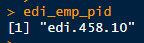 > edi_emp_pid
[1] "edi.458.10"